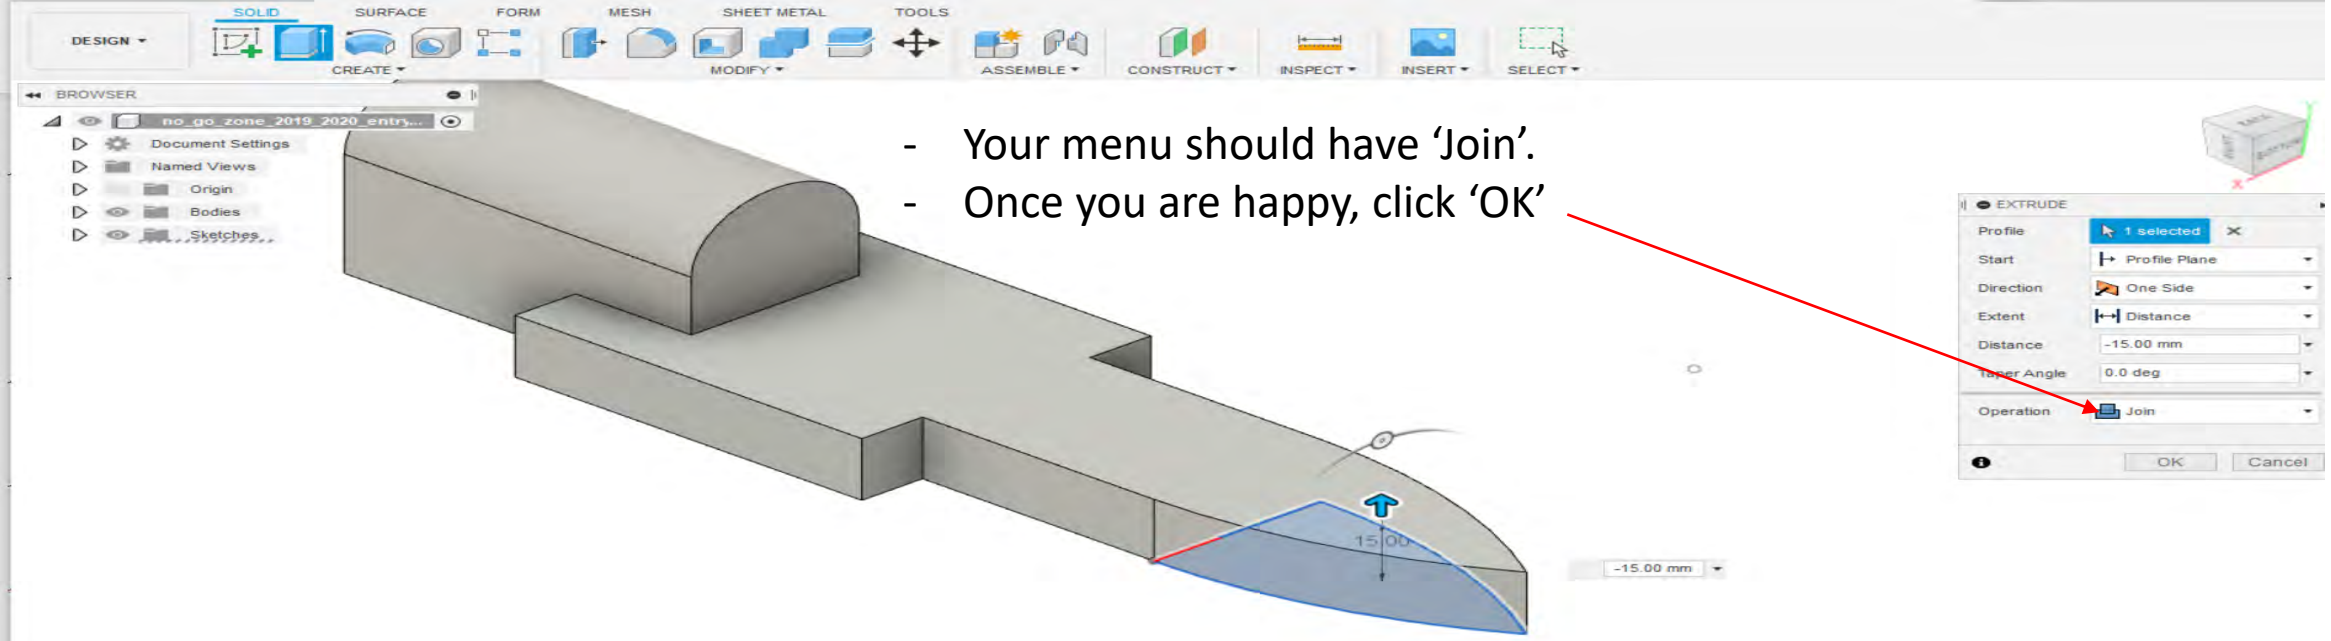 SOLID SURFACE FORM MESH SHEET METAL TOOLS
DESIGN
CREATE MODIFY ASSEMBLE CONSTRUCT INSPECT INSERT SELECT
BROWSER
no_go_zone_2019_2020_entry...
Document Settings
Named Views
Origin
Bodies
Sketches
- Your menu should have ‘Join’.
- Once you are happy, click ‘OK’
BACK
BOTTOM
Y
X
EXTRUDE
Profile 1 selected
Start Profile Plane
Direction One Side
Extent Distance
Distance -15.00 mm
Taper Angle 0.0 deg
Operation Join
OK Cancel
15.00
-15.00 mm